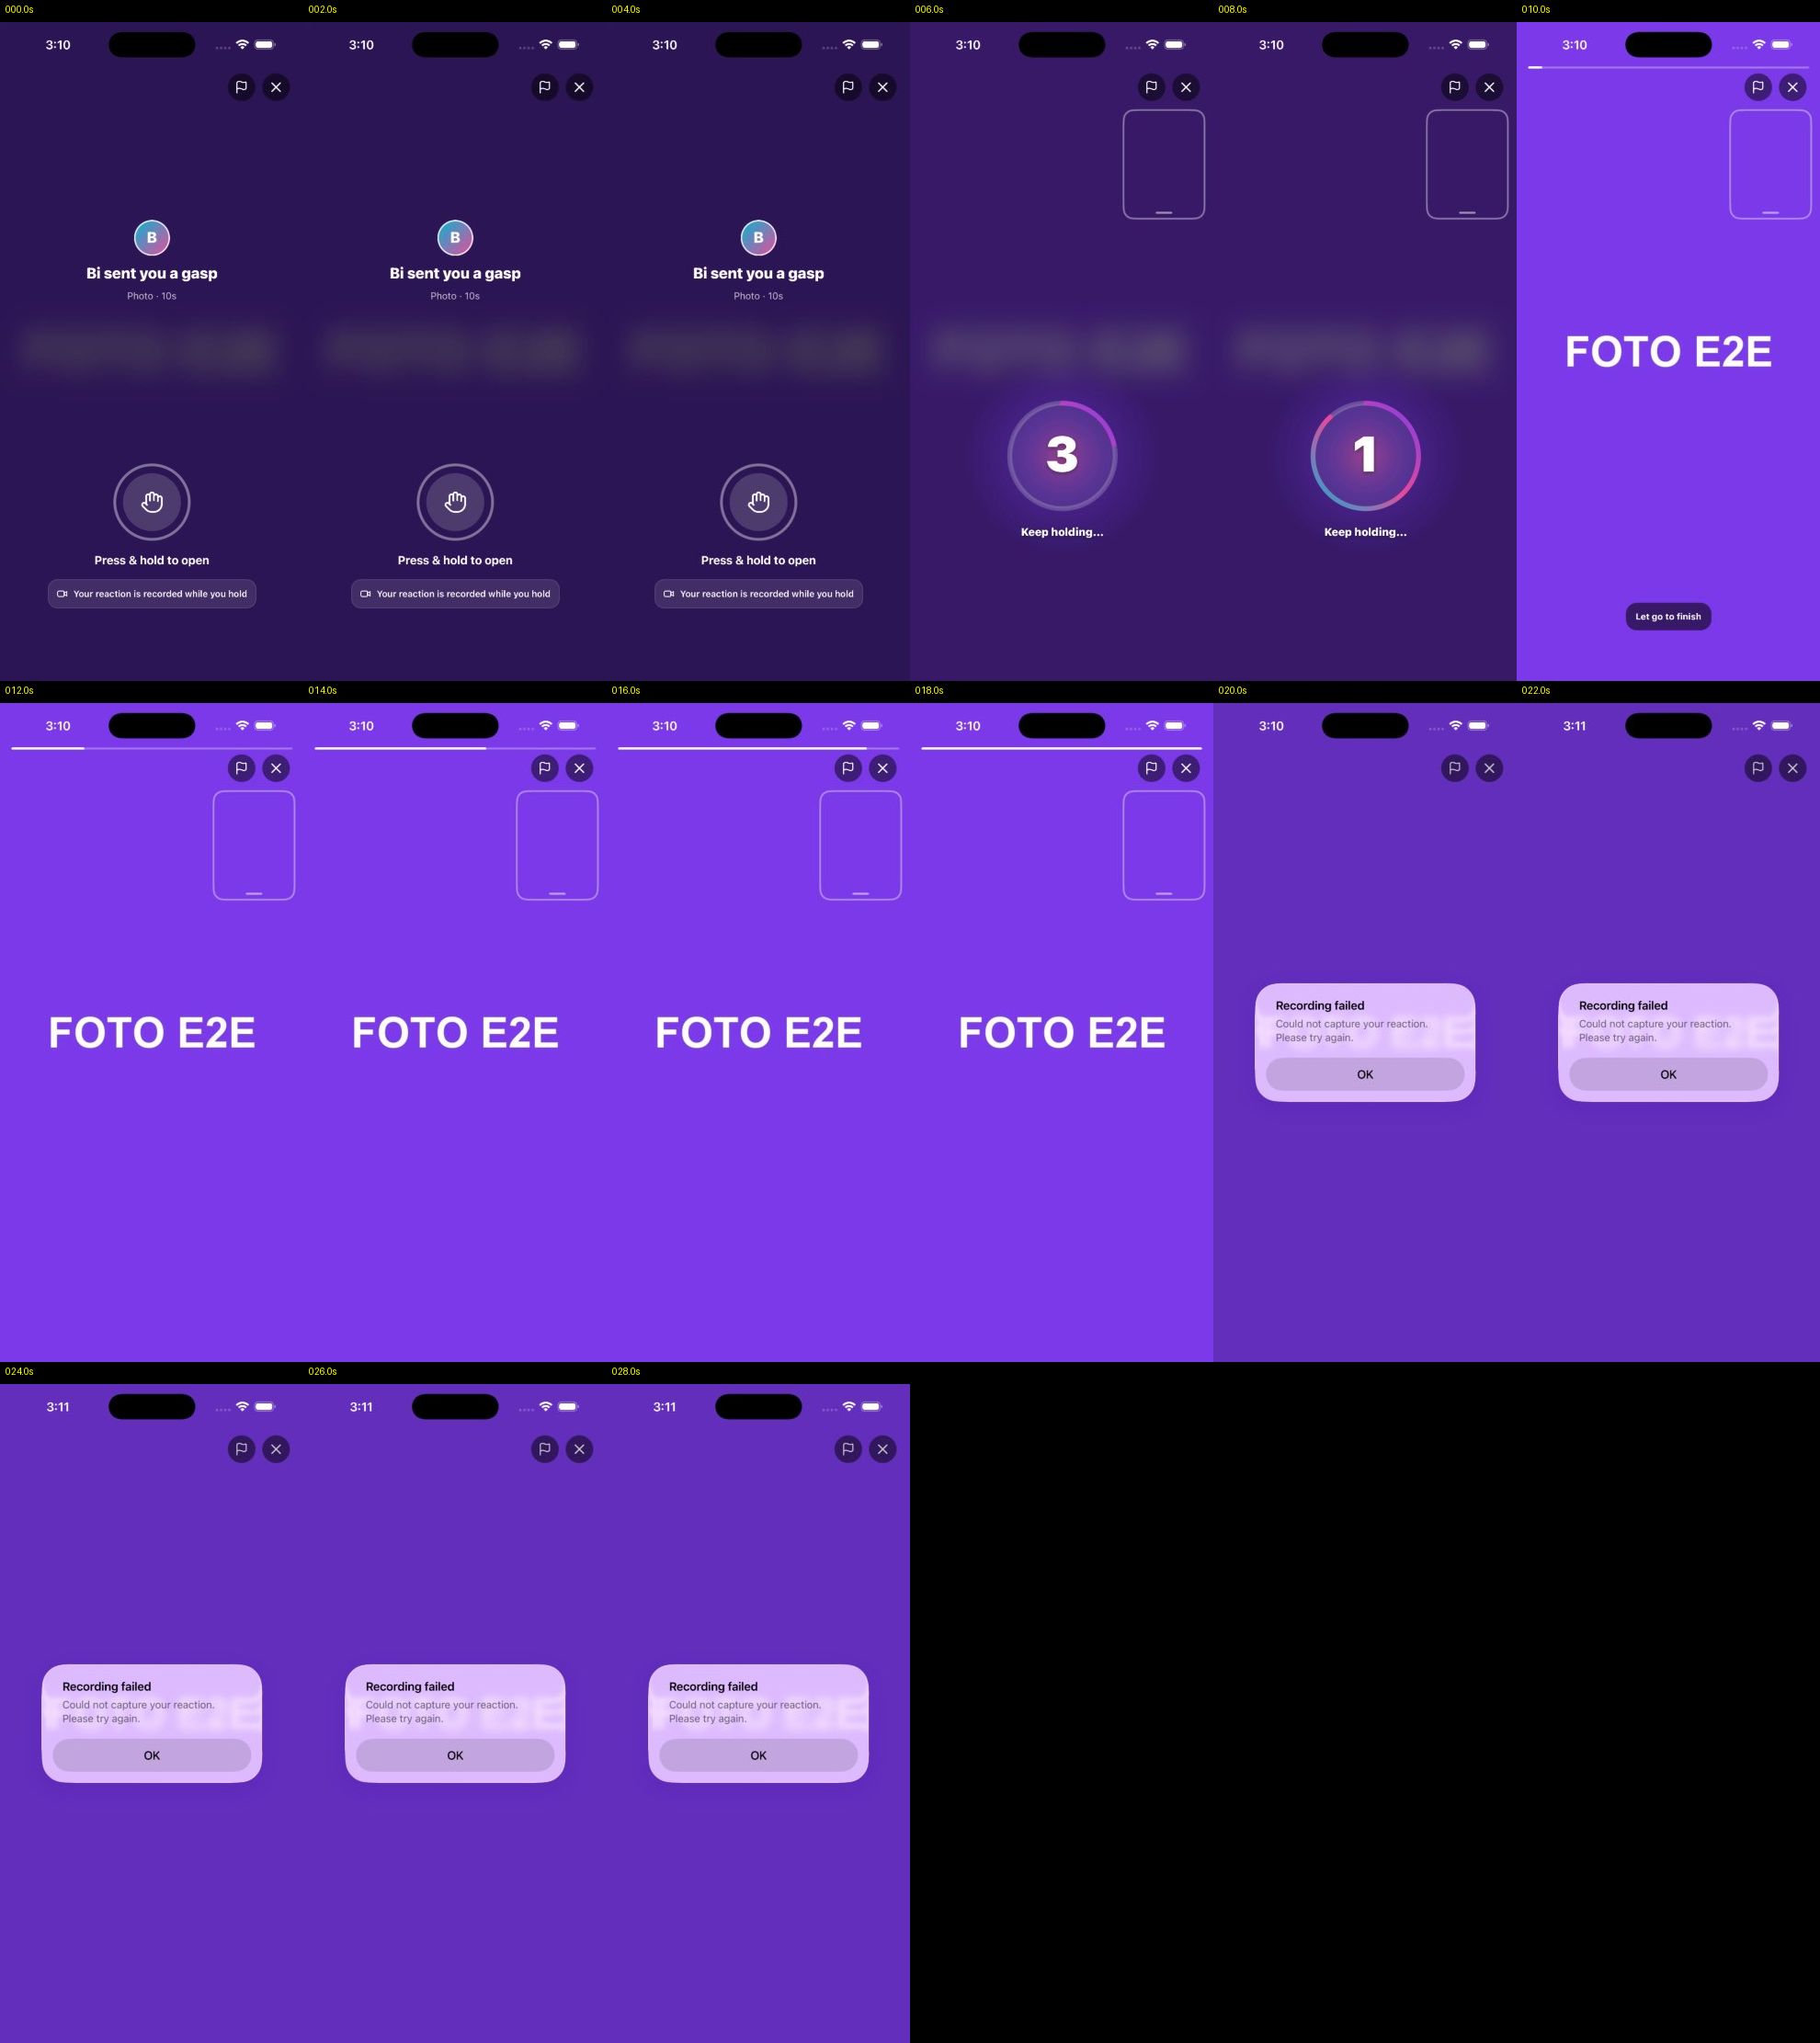 000.0s
3:10
B
Bi sent you a gasp
Photo · 10s
Press & hold to open
Your reaction is recorded while you hold
002.0s
3:10
B
Bi sent you a gasp
Photo · 10s
Press & hold to open
Your reaction is recorded while you hold
004.0s
3:10
B
Bi sent you a gasp
Photo · 10s
Press & hold to open
Your reaction is recorded while you hold
006.0s
3:10
3
Keep holding...
008.0s
3:10
1
Keep holding...
010.0s
3:10
FOTO E2E
Let go to finish
012.0s
3:10
FOTO E2E
014.0s
3:10
FOTO E2E
016.0s
3:10
FOTO E2E
018.0s
3:10
FOTO E2E
020.0s
3:10
Recording failed
Could not capture your reaction.
Please try again.
OK
022.0s
3:11
Recording failed
Could not capture your reaction.
Please try again.
OK
024.0s
3:11
Recording failed
Could not capture your reaction.
Please try again.
OK
026.0s
3:11
Recording failed
Could not capture your reaction.
Please try again.
OK
028.0s
3:11
Recording failed
Could not capture your reaction.
Please try again.
OK